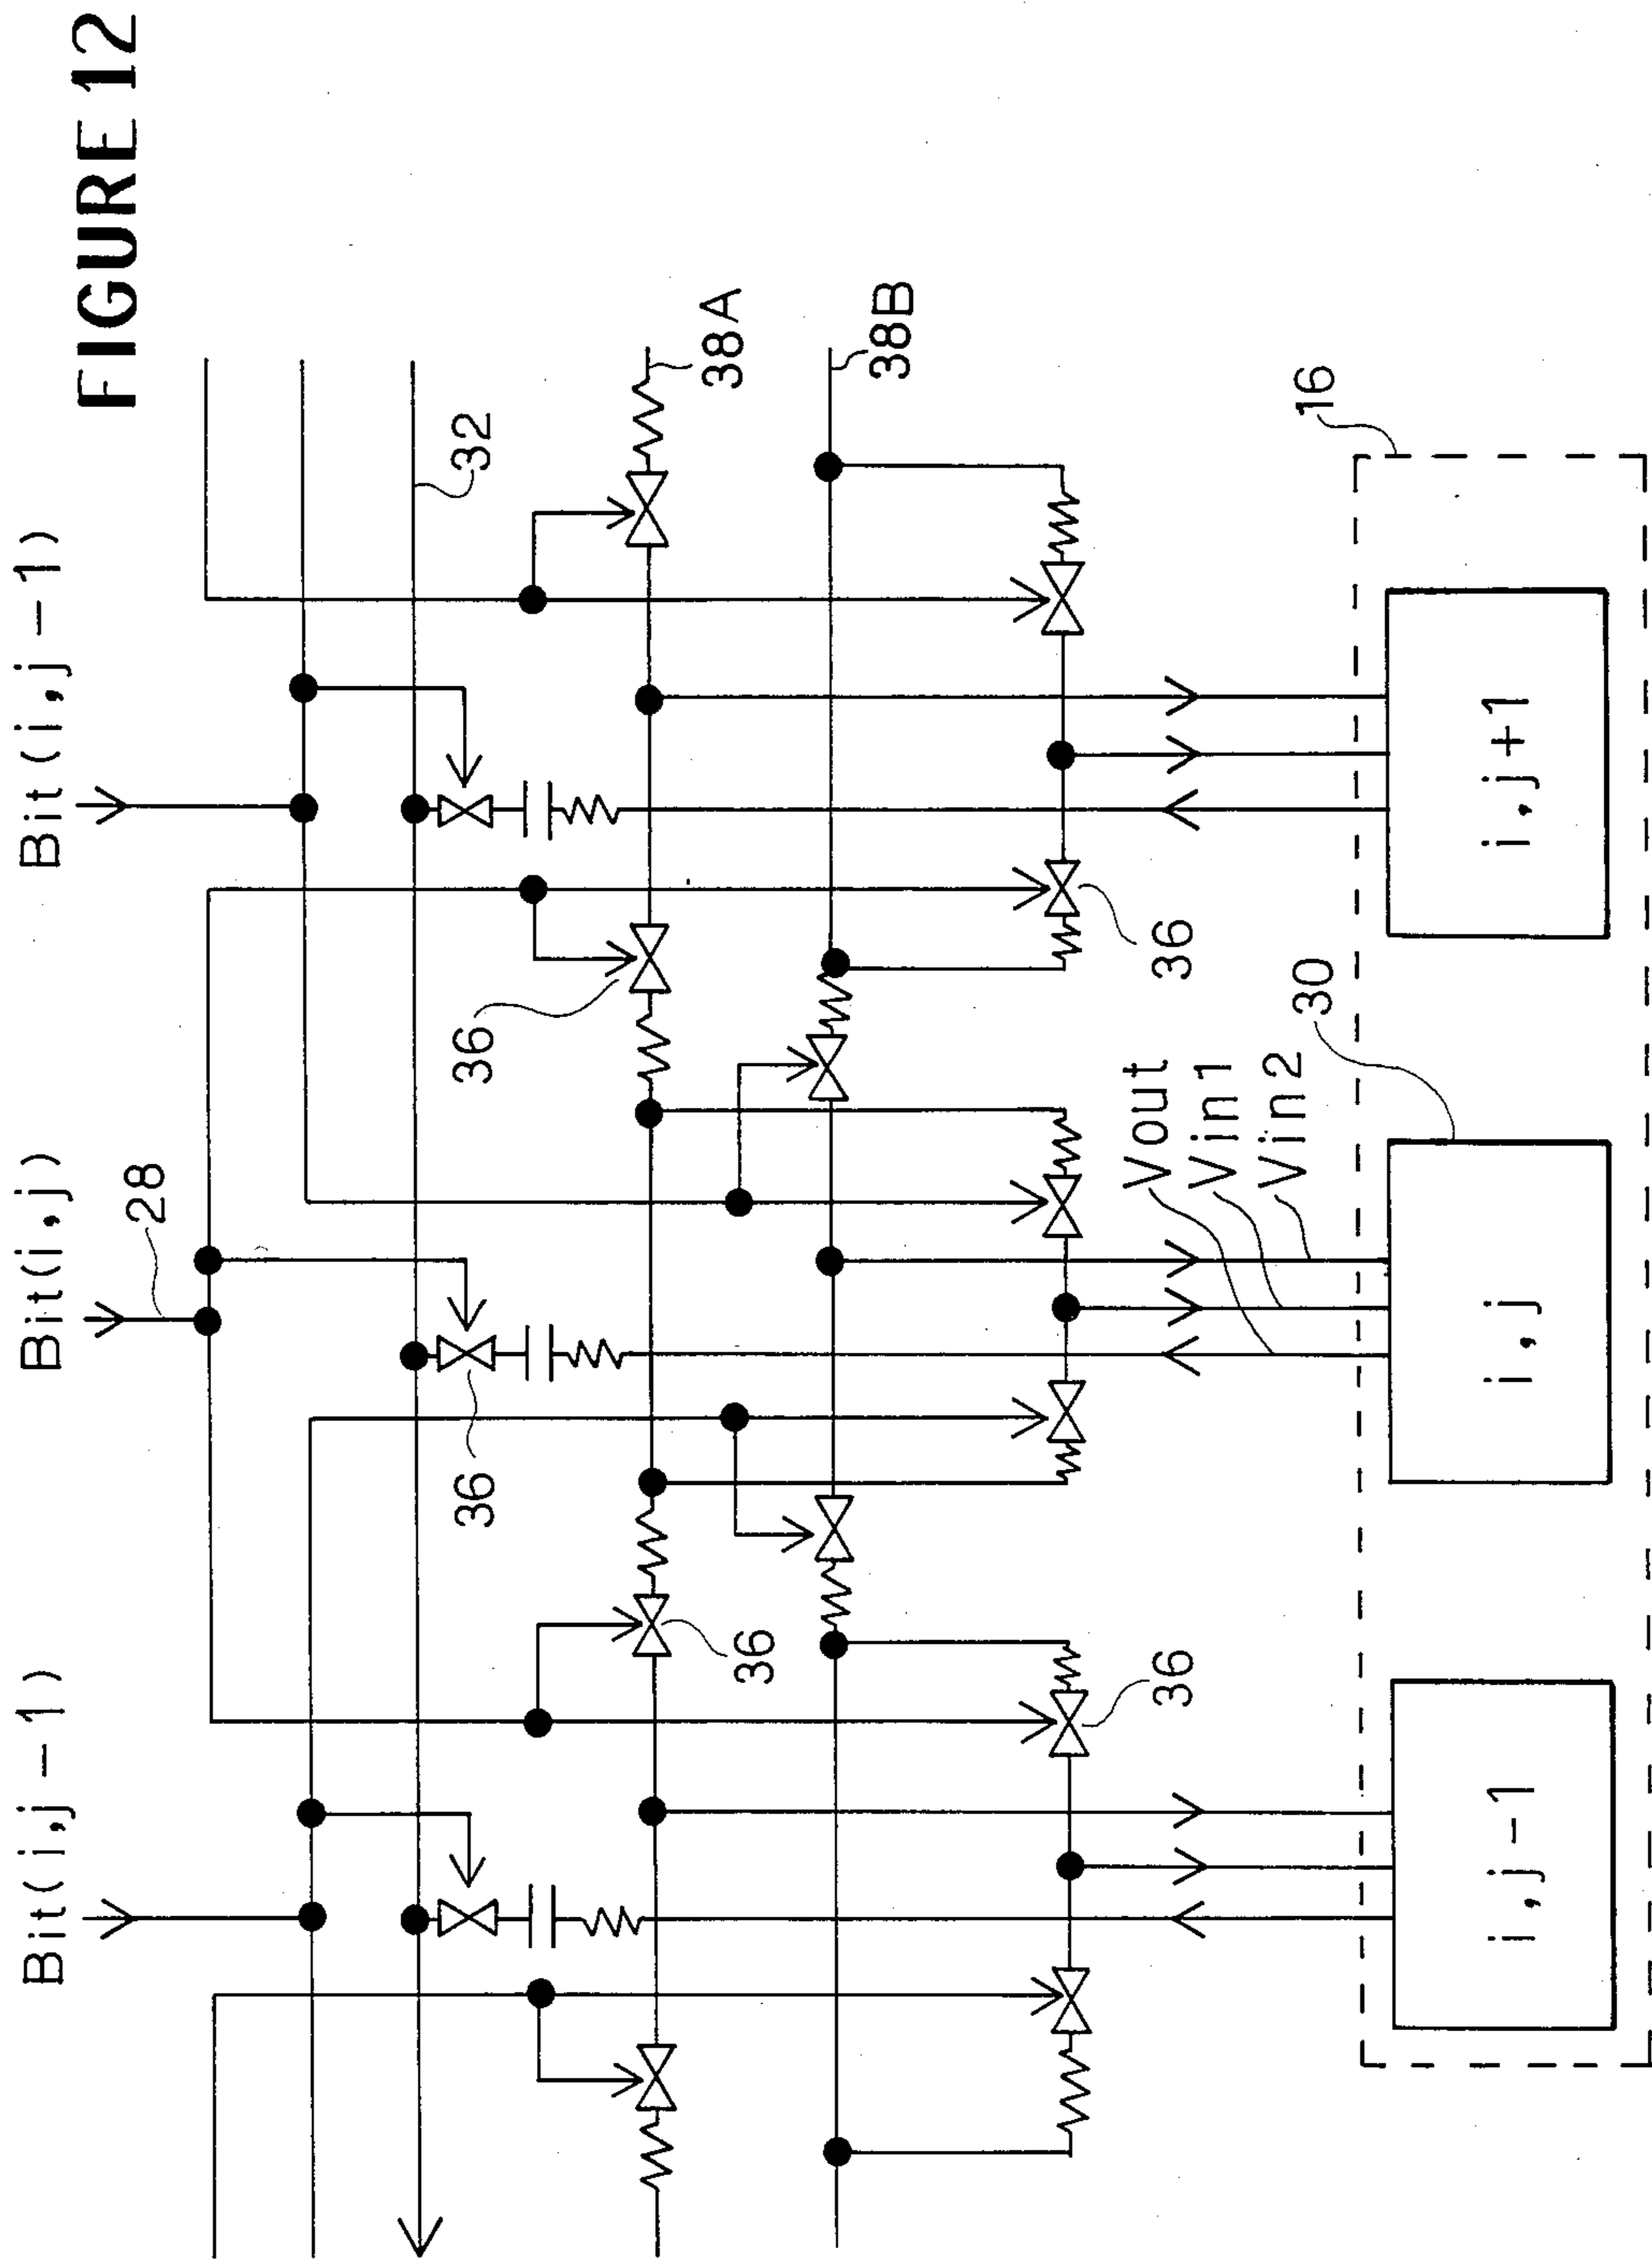 FIGURE 12
Bit(i,j-1)
Bit(i,j)
Bit(i,j-1)
28
32
36
36
38A
36
38B
36
36
Vout
Vin1
Vin2
30
16
i,j-1
i,j
i,j+1